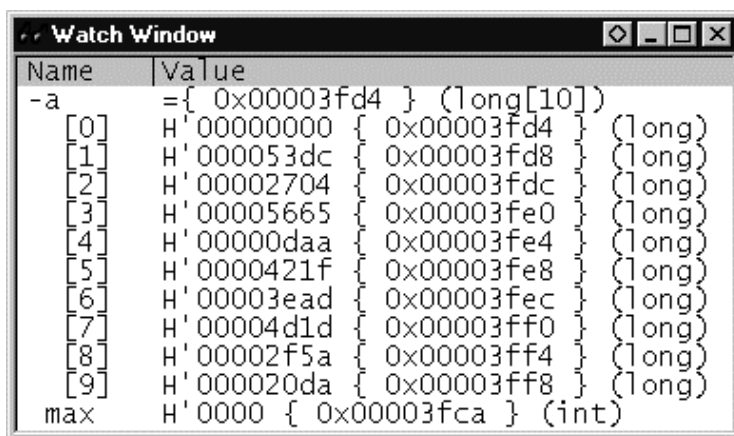 Watch Window
Name Value
-a ={ 0x00003fd4 } (long[10])
[0] H'00000000 { 0x00003fd4 } (long)
[1] H'000053dc { 0x00003fd8 } (long)
[2] H'00002704 { 0x00003fdc } (long)
[3] H'00005665 { 0x00003fe0 } (long)
[4] H'00000daa { 0x00003fe4 } (long)
[5] H'0000421f { 0x00003fe8 } (long)
[6] H'00003ead { 0x00003fec } (long)
[7] H'00004d1d { 0x00003ff0 } (long)
[8] H'00002f5a { 0x00003ff4 } (long)
[9] H'000020da { 0x00003ff8 } (long)
max H'0000 { 0x00003fca } (int)